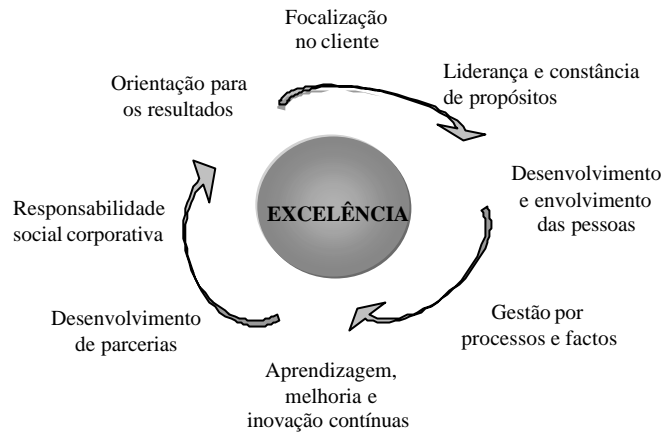 Focalização
no cliente
Liderança e constância
de propósitos
Desenvolvimento
e envolvimento
das pessoas
Gestão por
processos e factos
Aprendizagem,
melhoria e
inovação contínuas
Desenvolvimento
de parcerias
Responsabilidade
social corporativa
Orientação para
os resultados
EXCELÊNCIA